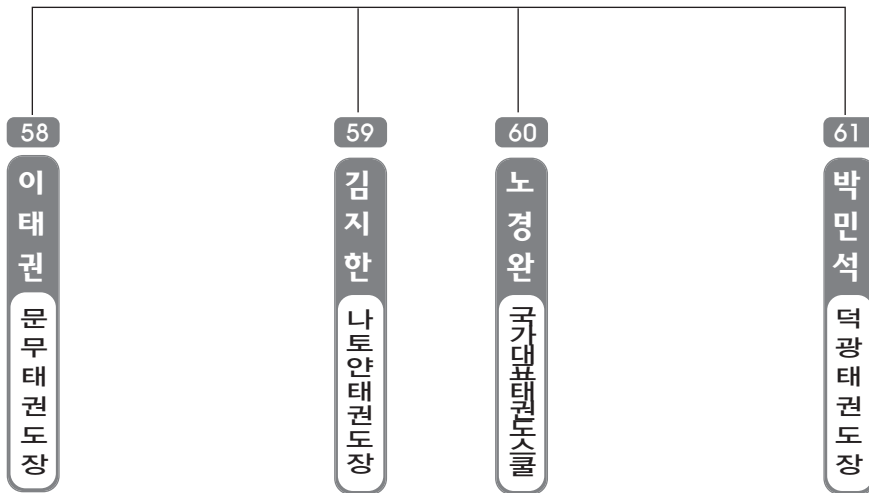 58
이태권
문무태권도장
59
김지한
나토얀태권도장
60
노경완
국가대표태권도스쿨
61
박민석
덕광태권도장